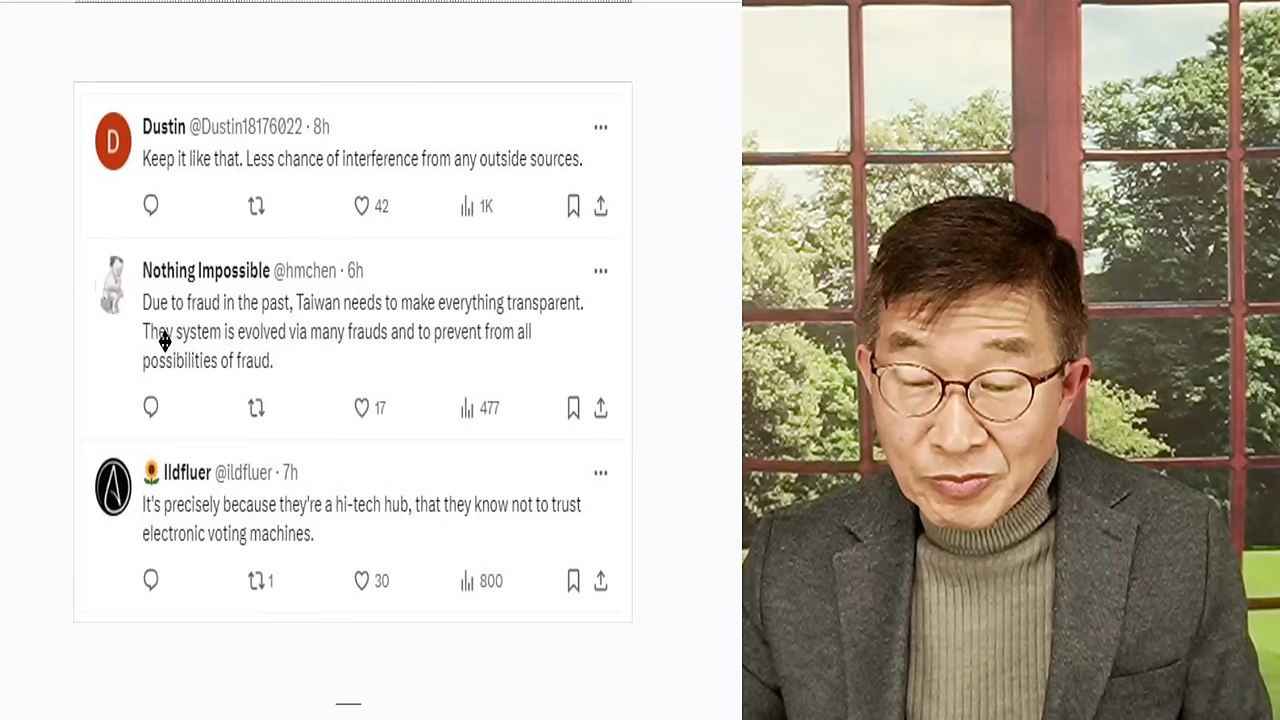 Dustin @Dustin18176022 · 8h
Keep it like that. Less chance of interference from any outside sources.
42 1K
Nothing Impossible @hmchen · 6h
Due to fraud in the past, Taiwan needs to make everything transparent.
They system is evolved via many frauds and to prevent from all
possibilities of fraud.
17 477
🌻 Ildfluer @ildfluer · 7h
It's precisely because they're a hi-tech hub, that they know not to trust
electronic voting machines.
1 30 800